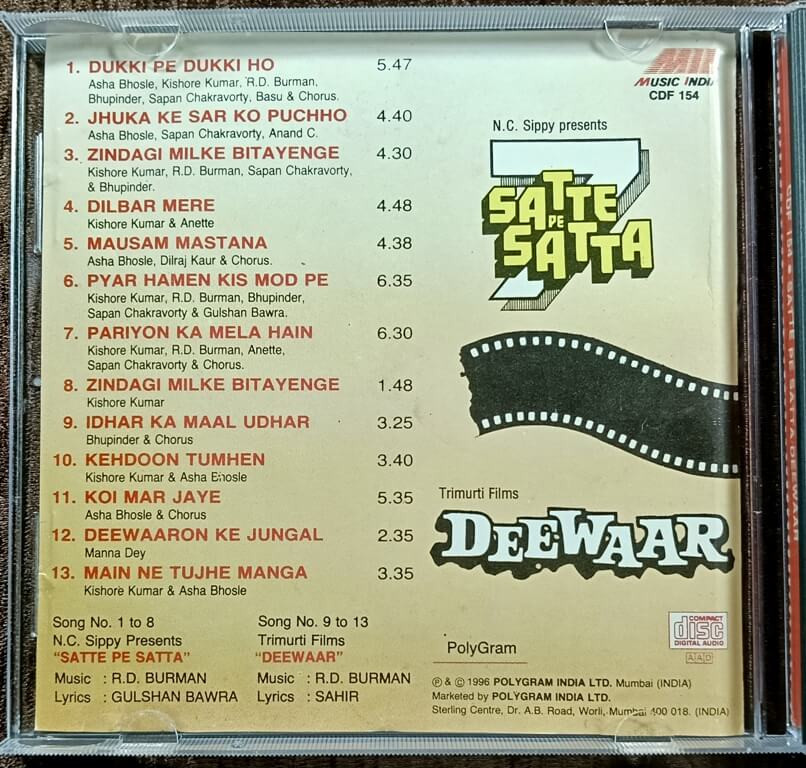 1. DUKKI PE DUKKI HO 5.47
Asha Bhosle, Kishore Kumar, R.D. Burman,
Bhupinder, Sapan Chakravorty, Basu & Chorus.
2. JHUKA KE SAR KO PUCHHO 4.40
Asha Bhosle, Sapan Chakravorty, Anand C.
3. ZINDAGI MILKE BITAYENGE 4.30
Kishore Kumar, R.D. Burman, Sapan Chakravorty,
& Bhupinder.
4. DILBAR MERE 4.48
Kishore Kumar & Anette
5. MAUSAM MASTANA 4.38
Asha Bhosle, Dilraj Kaur & Chorus.
6. PYAR HAMEN KIS MOD PE 6.35
Kishore Kumar, R.D. Burman, Bhupinder,
Sapan Chakravorty & Gulshan Bawra.
7. PARIYON KA MELA HAIN 6.30
Kishore Kumar, R.D. Burman, Anette,
Sapan Chakravorty & Chorus.
8. ZINDAGI MILKE BITAYENGE 1.48
Kishore Kumar
9. IDHAR KA MAAL UDHAR 3.25
Bhupinder & Chorus
10. KEHDOON TUMHEN 3.40
Kishore Kumar & Asha Bhosle
11. KOI MAR JAYE 5.35
Asha Bhosle & Chorus
12. DEEWAARON KE JUNGAL 2.35
Manna Dey
13. MAIN NE TUJHE MANGA 3.35
Kishore Kumar & Asha Bhosle
Song No. 1 to 8
N.C. Sippy Presents
"SATTE PE SATTA"
Music : R.D. BURMAN
Lyrics : GULSHAN BAWRA
Song No. 9 to 13
Trimurti Films
"DEEWAAR"
Music : R.D. BURMAN
Lyrics : SAHIR
MIL
MUSIC INDIA
CDF 154
N.C. Sippy presents
7
SATTE
PE
SATTA
Trimurti Films
DEEWAAR
COMPACT
disc
DIGITAL AUDIO
AAD
PolyGram
℗ & © 1996 POLYGRAM INDIA LTD. Mumbai (INDIA)
Marketed by POLYGRAM INDIA LTD.
Sterling Centre, Dr. A.B. Road, Worli, Mumbai 400 018. (INDIA)
CDF 154 • SATTE PE SATTA DEEWAAR